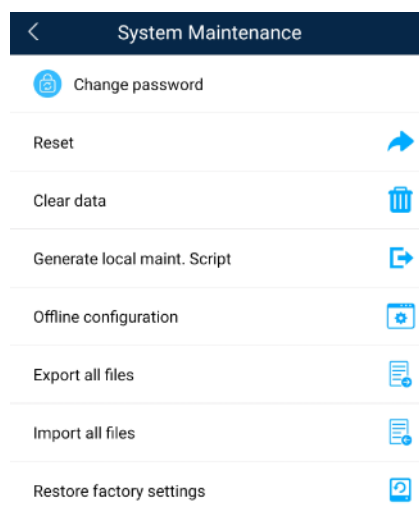 System Maintenance
Change password
Reset
Clear data
Generate local maint. Script
Offline configuration
Export all files
Import all files
Restore factory settings